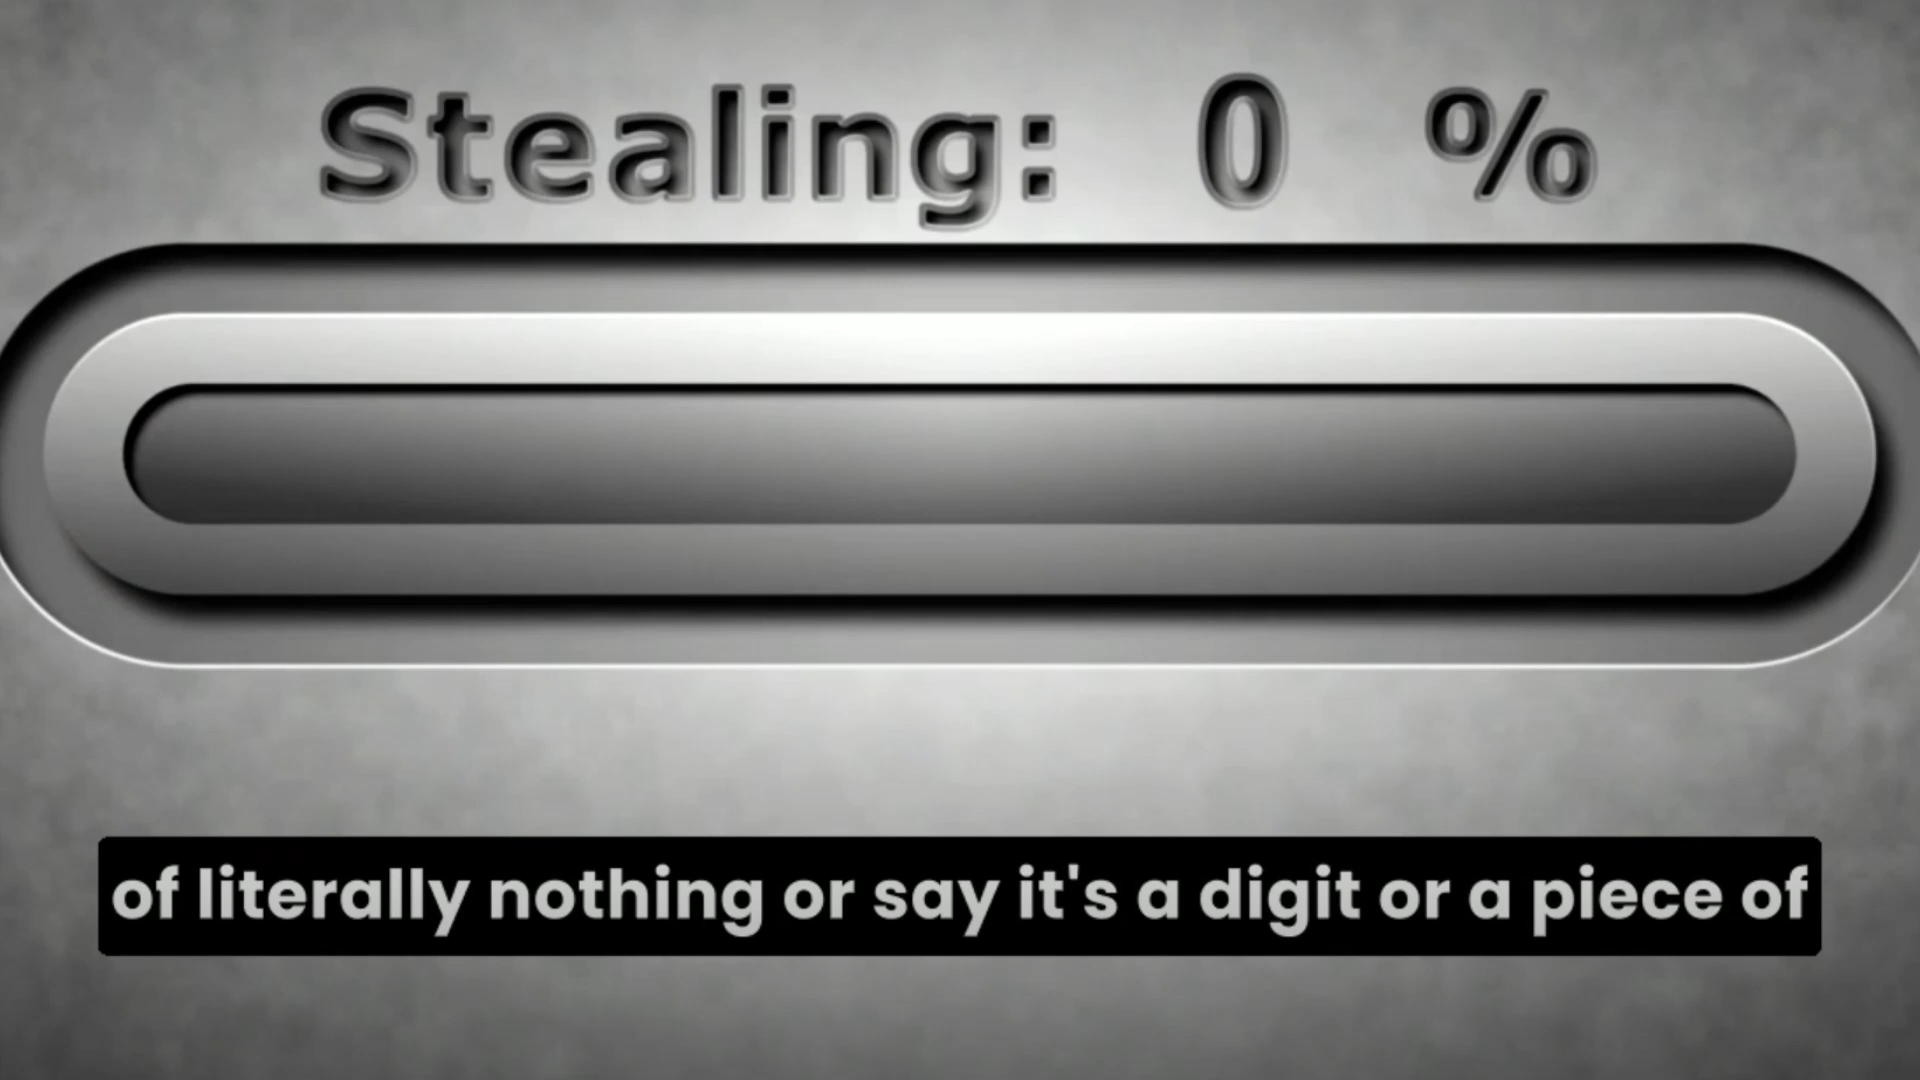 Stealing: 0 %
of literally nothing or say it's a digit or a piece of